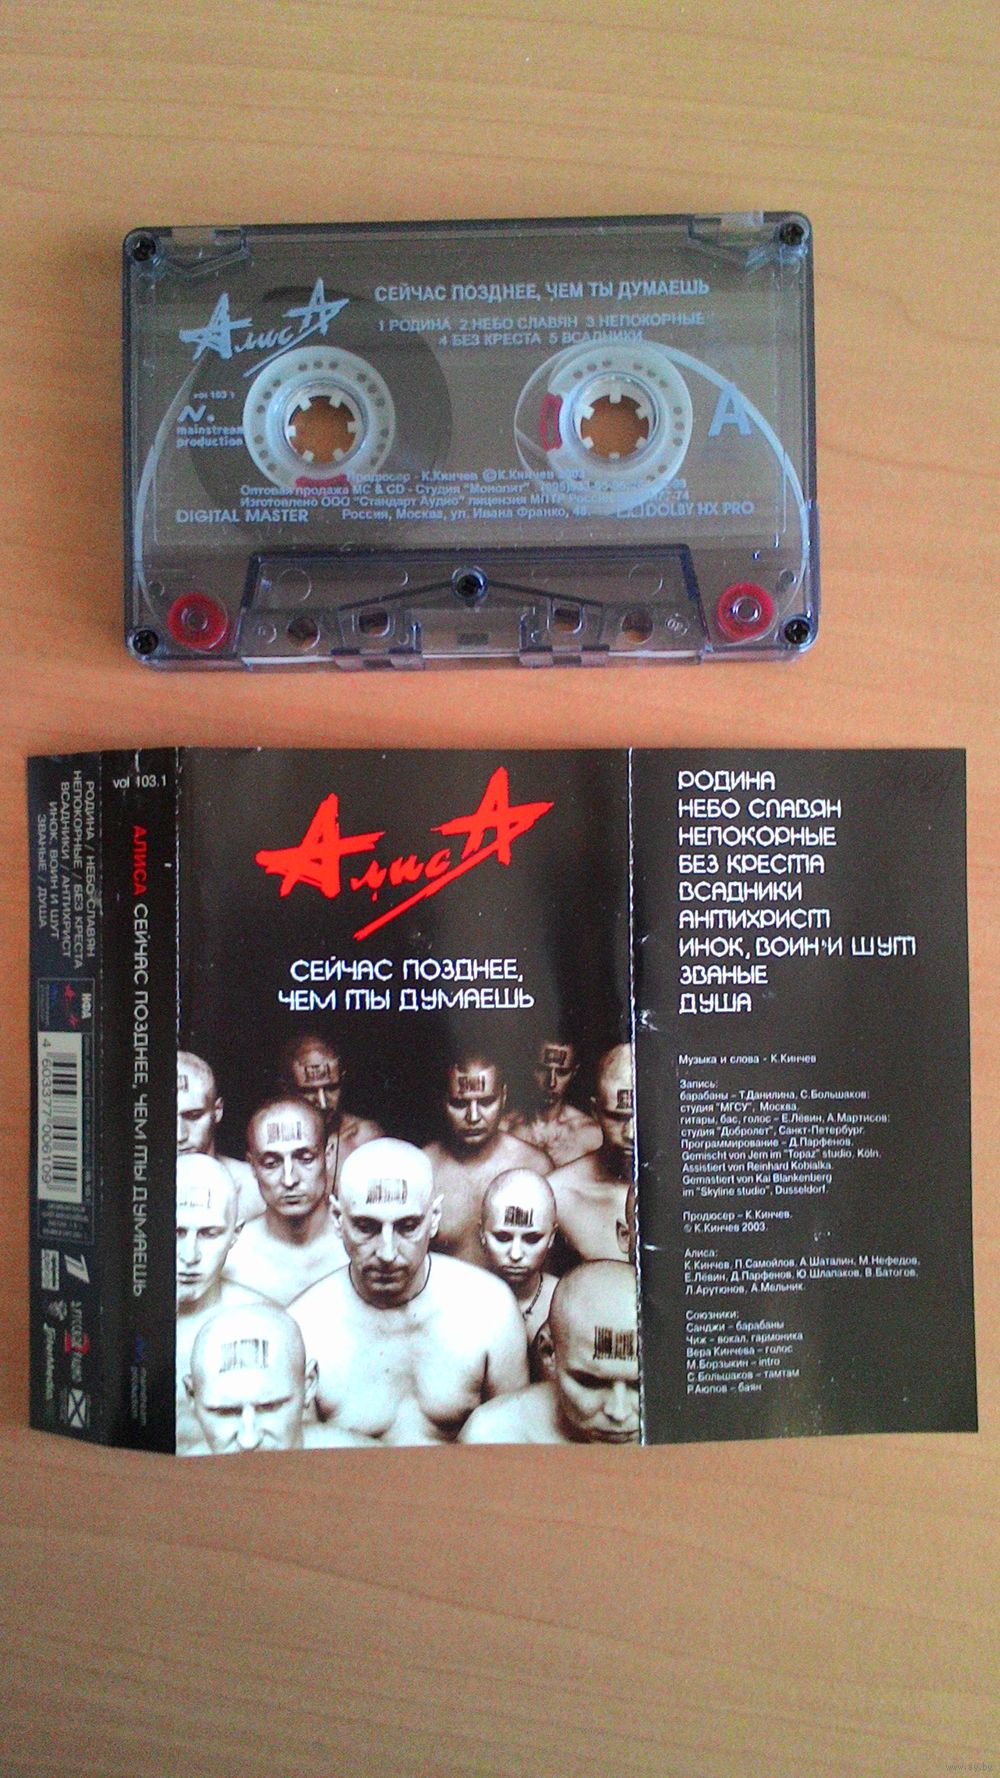 АлисА
СЕЙЧАС ПОЗДНЕЕ, ЧЕМ ТЫ ДУМАЕШЬ
1 РОДИНА 2 НЕБО СЛАВЯН 3 НЕПОКОРНЫЕ
4 БЕЗ КРЕСТА 5 ВСАДНИКИ
vol 103 1
mainstream
production
A
Продюсер - К.Кинчев © К.Кинчев 2003
Оптовая продажа MC & CD - Студия "Монолит"
Изготовлено ООО "Стандарт Аудио" лицензия МПТР России
Россия, Москва, ул. Ивана Франко, 48.
DIGITAL MASTER
DOLBY HX PRO
РОДИНА / НЕБО СЛАВЯН
НЕПОКОРНЫЕ / БЕЗ КРЕСТА
ВСАДНИКИ / АНТИХРИСТ
ИНОК, ВОИН И ШУТ
ЗВАНЫЕ / ДУША
НФА
4 603377 006109
vol 103.1
АЛИСА СЕЙЧАС ПОЗДНЕЕ, ЧЕМ ТЫ ДУМАЕШЬ
mainstream
production
АлисА
СЕЙЧАС ПОЗДНЕЕ,
ЧЕМ ТЫ ДУМАЕШЬ
РОДИНА
НЕБО СЛАВЯН
НЕПОКОРНЫЕ
БЕЗ КРЕСТА
ВСАДНИКИ
АНТИХРИСТ
ИНОК, ВОИН И ШУТ
ЗВАНЫЕ
ДУША
Музыка и слова - К.Кинчев
Запись:
барабаны – Т.Данилина, С.Большаков;
студия "МГСУ", Москва.
гитары, бас, голос – Е.Лёвин, А.Мартисов;
студия "Добролет", Санкт-Петербург.
Программирование – Д.Парфенов.
Gemischt von Jem im "Topaz" studio, Köln.
Assistiert von Reinhard Kobialka.
Gemastiert von Kai Blankenberg
im "Skyline studio", Dusseldorf.
Продюсер – К.Кинчев.
© К.Кинчев 2003.
Алиса:
К.Кинчев, П.Самойлов, А.Шаталин, М.Нефедов,
Е.Лёвин, Д.Парфенов, Ю.Шлапаков, В.Батогов,
Л.Арутюнов, А.Мельник.
Союзники:
Санджи – барабаны
Чиж – вокал, гармоника
Вера Кинчева – голос
М.Борзыкин – intro
С.Большаков – тамтам
Р.Аюпов – баян
www.ay.by